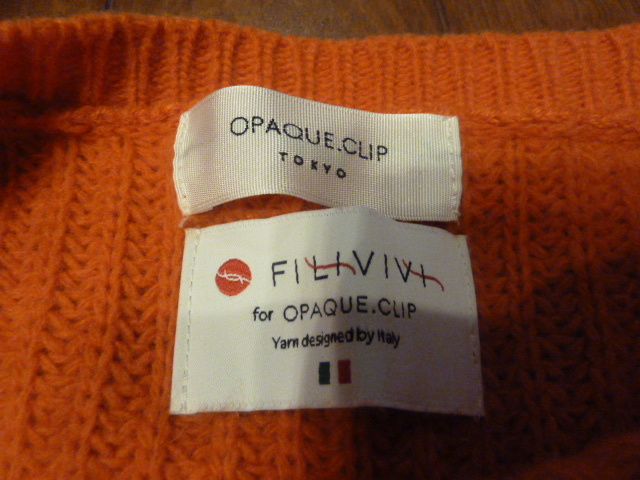 OPAQUE.CLIP
TOKYO
FILIVIVI
for OPAQUE.CLIP
Yarn designed by Italy